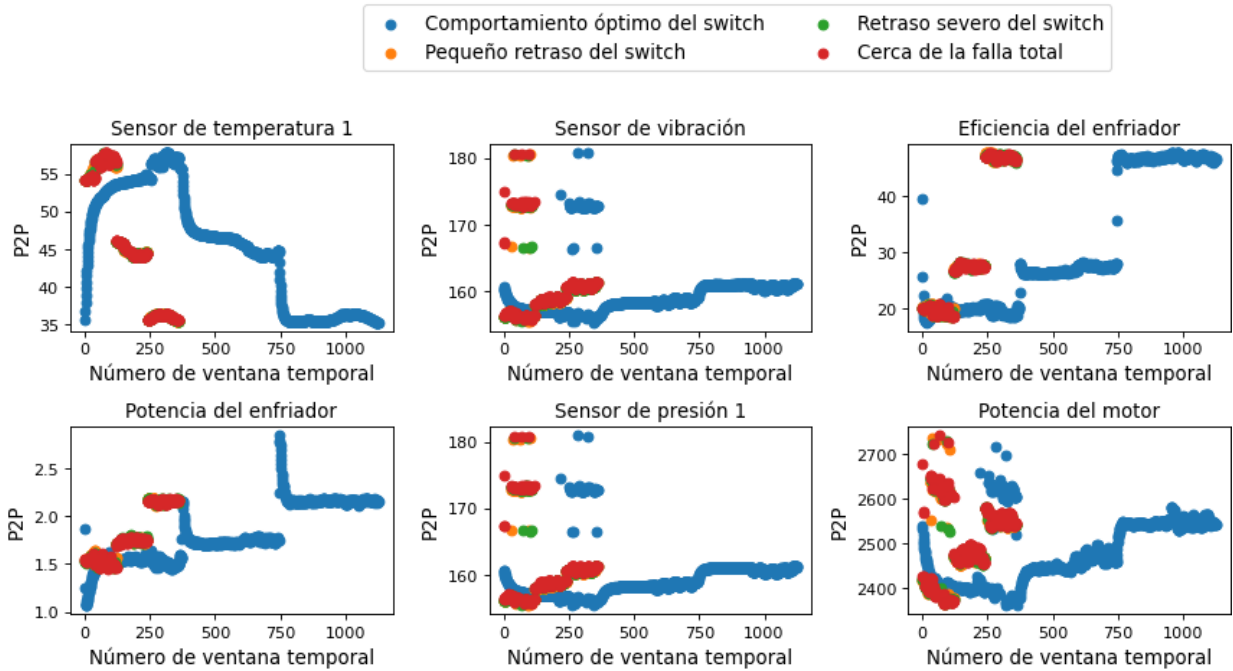 Comportamiento óptimo del switch
Pequeño retraso del switch
Retraso severo del switch
Cerca de la falla total
Sensor de temperatura 1
P2P
55
50
45
40
35
0 250 500 750 1000
Número de ventana temporal
Sensor de vibración
P2P
180
170
160
0 250 500 750 1000
Número de ventana temporal
Eficiencia del enfriador
P2P
40
30
20
0 250 500 750 1000
Número de ventana temporal
Potencia del enfriador
P2P
2.5
2.0
1.5
1.0
0 250 500 750 1000
Número de ventana temporal
Sensor de presión 1
P2P
180
170
160
0 250 500 750 1000
Número de ventana temporal
Potencia del motor
P2P
2700
2600
2500
2400
0 250 500 750 1000
Número de ventana temporal